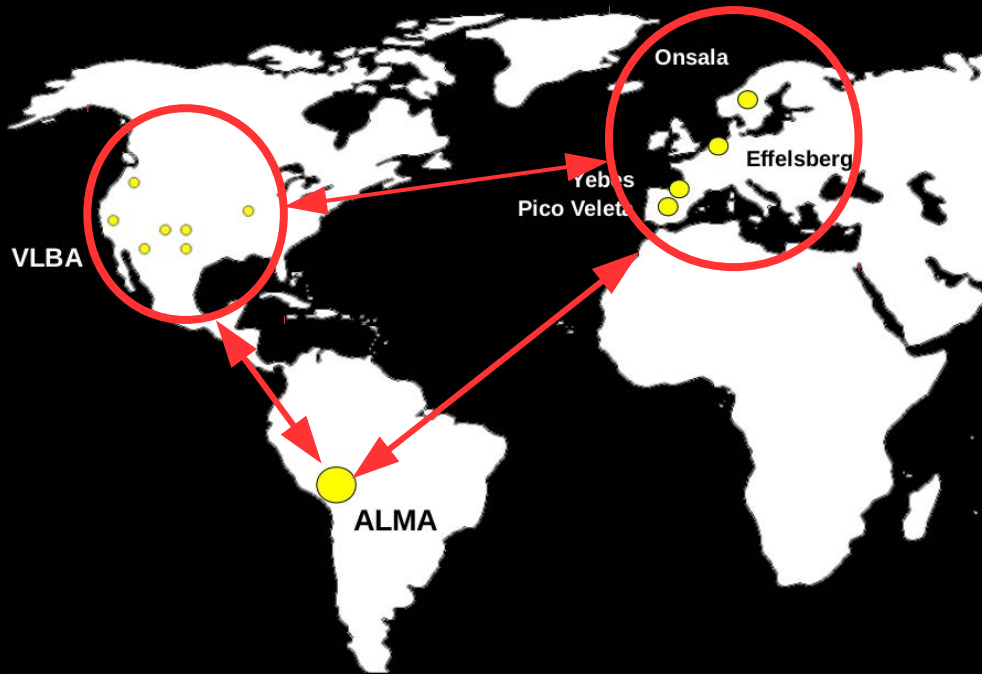 Onsala
Effelsberg
Yebes
Pico Veleta
VLBA
ALMA